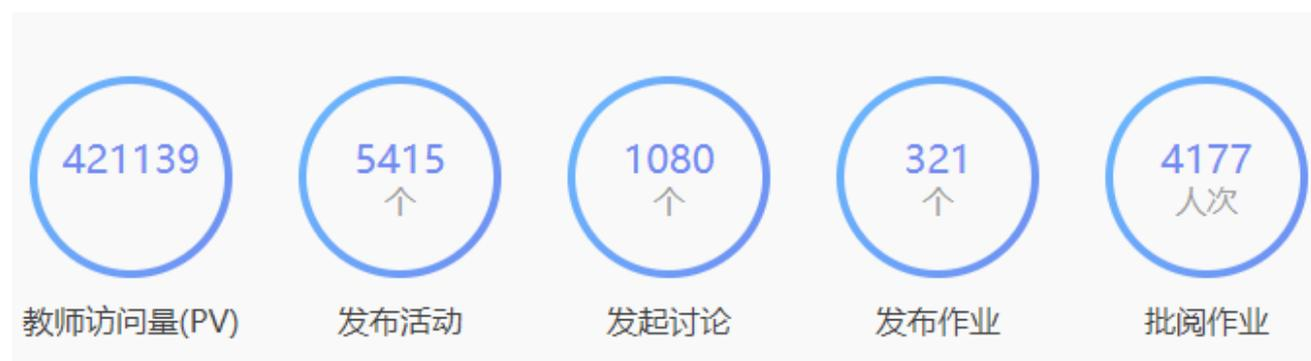 421139
5415
1080
321
4177
个
个
个
人次
教师访问量(PV)
发布活动
发起讨论
发布作业
批阅作业